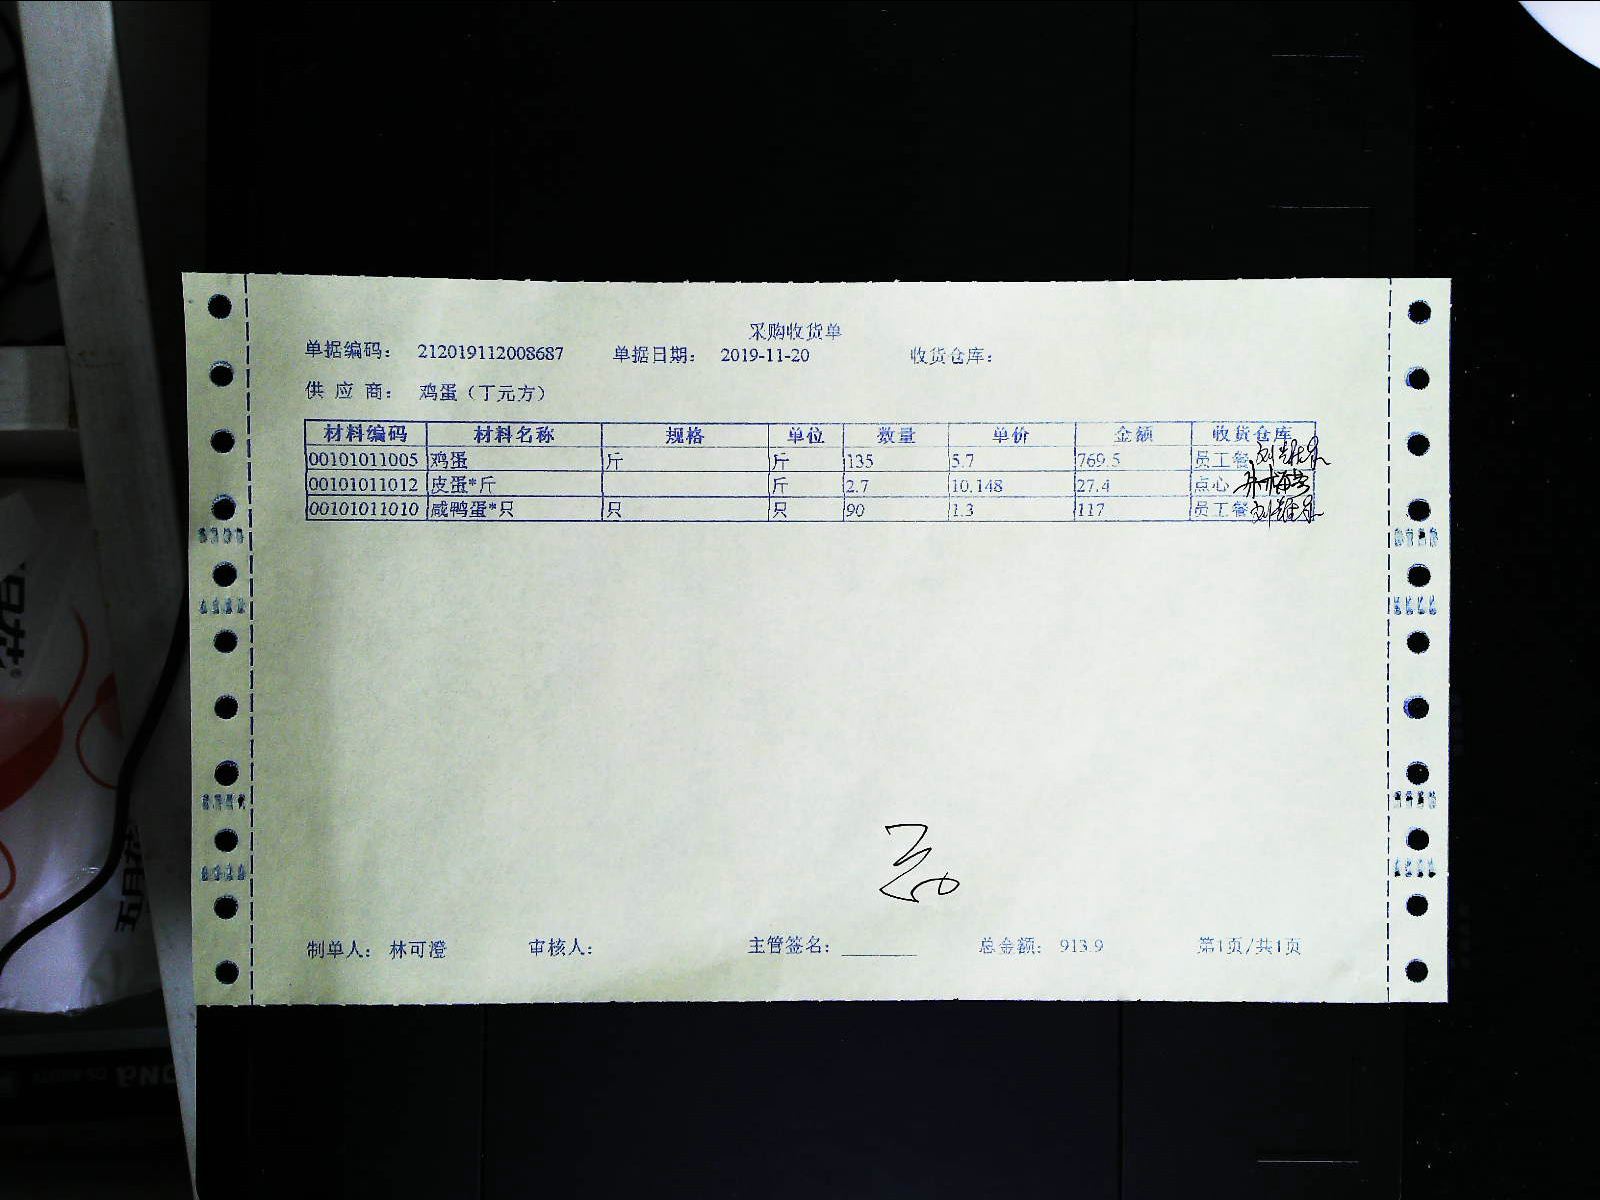 采购收货单
单据编码： 212019112008687 单据日期： 2019-11-20 收货仓库：
供 应 商： 鸡蛋（丁元方）
材料编码 材料名称 规格 单位 数量 单价 金额 收货仓库
00101011005 鸡蛋 斤 斤 135 5.7 769.5 员工餐
00101011012 皮蛋*斤 斤 2.7 10.148 27.4 点心
00101011010 咸鸭蛋*只 只 只 90 1.3 117 员工餐
制单人： 林可澄 审核人： 主管签名： 总金额： 913.9 第1页/共1页